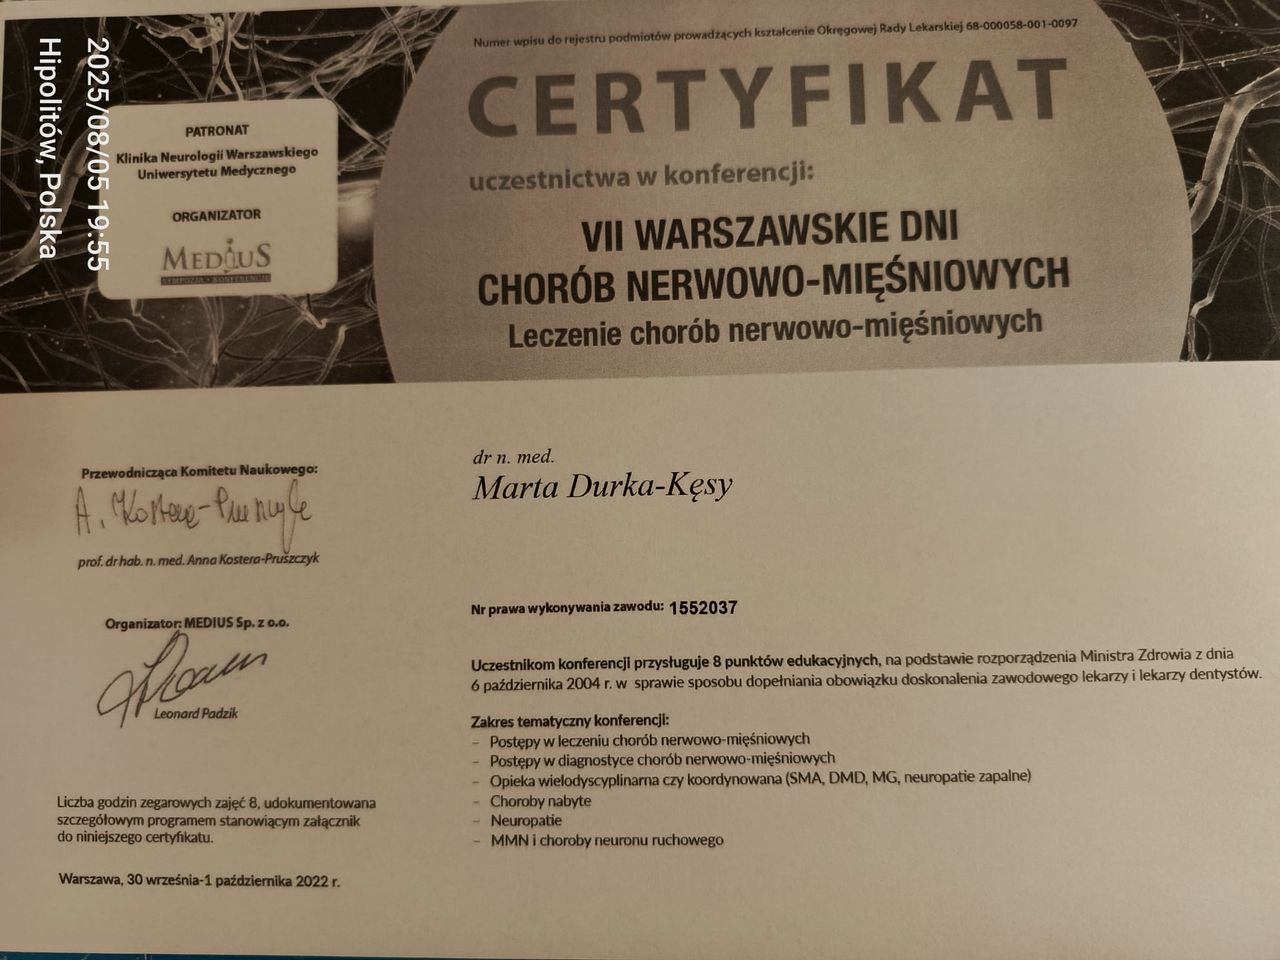 2025/08/05 19:55
Hipolitów, Polska
Numer wpisu do rejestru podmiotów prowadzących kształcenie Okręgowej Rady Lekarskiej 68-000058-001-0097
CERTYFIKAT
uczestnictwa w konferencji:
VII WARSZAWSKIE DNI
CHORÓB NERWOWO-MIĘŚNIOWYCH
Leczenie chorób nerwowo-mięśniowych
PATRONAT
Klinika Neurologii Warszawskiego
Uniwersytetu Medycznego
ORGANIZATOR
MEDIUS
SYMPOZJA • KONFERENCJE
Przewodnicząca Komitetu Naukowego:
A. Kostera-Pruszczyk
prof. dr hab. n. med. Anna Kostera-Pruszczyk
Organizator: MEDIUS Sp. z o.o.
Leonard Padzik
Liczba godzin zegarowych zajęć 8, udokumentowana
szczegółowym programem stanowiącym załącznik
do niniejszego certyfikatu.
Warszawa, 30 września-1 października 2022 r.
dr n. med.
Marta Durka-Kęsy
Nr prawa wykonywania zawodu: 1552037
Uczestnikom konferencji przysługuje 8 punktów edukacyjnych, na podstawie rozporządzenia Ministra Zdrowia z dnia
6 października 2004 r. w sprawie sposobu dopełniania obowiązku doskonalenia zawodowego lekarzy i lekarzy dentystów.
Zakres tematyczny konferencji:
– Postępy w leczeniu chorób nerwowo-mięśniowych
– Postępy w diagnostyce chorób nerwowo-mięśniowych
– Opieka wielodyscyplinarna czy koordynowana (SMA, DMD, MG, neuropatie zapalne)
– Choroby nabyte
– Neuropatie
– MMN i choroby neuronu ruchowego